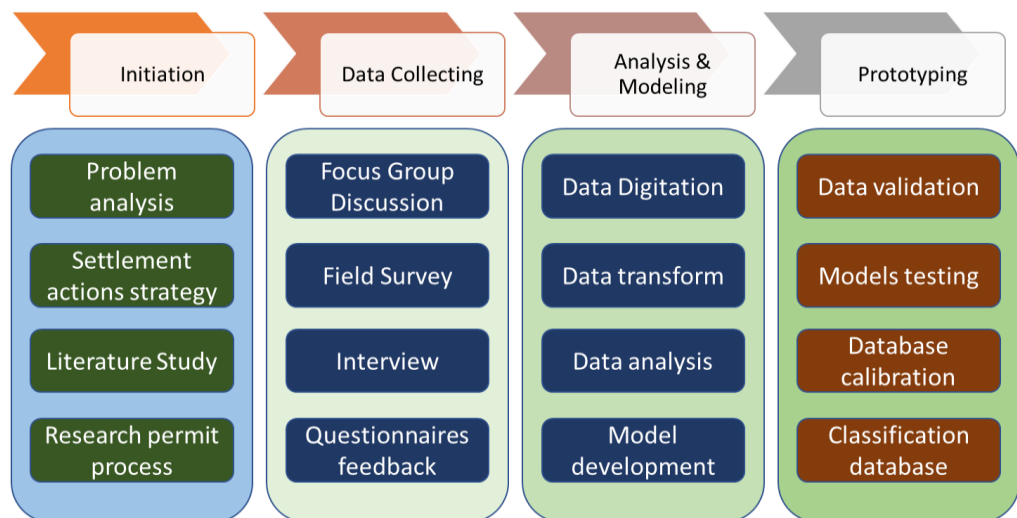 Initiation
Data Collecting
Analysis &
Modeling
Prototyping
Problem
analysis
Settlement
actions strategy
Literature Study
Research permit
process
Focus Group
Discussion
Field Survey
Interview
Questionnaires
feedback
Data Digitation
Data transform
Data analysis
Model
development
Data validation
Models testing
Database
calibration
Classification
database